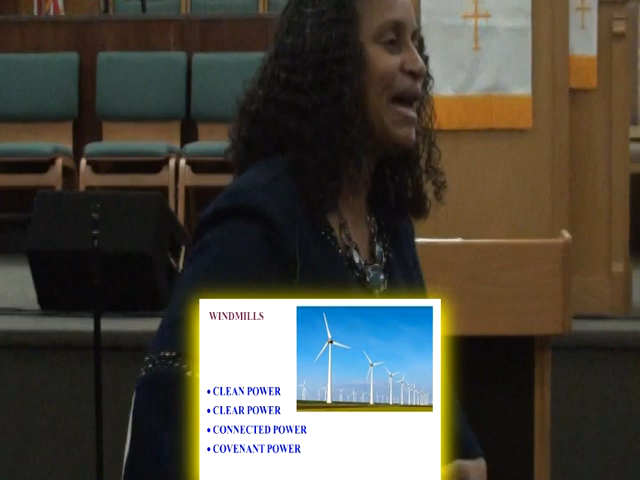 WINDMILLS
• CLEAN POWER
• CLEAR POWER
• CONNECTED POWER
• COVENANT POWER